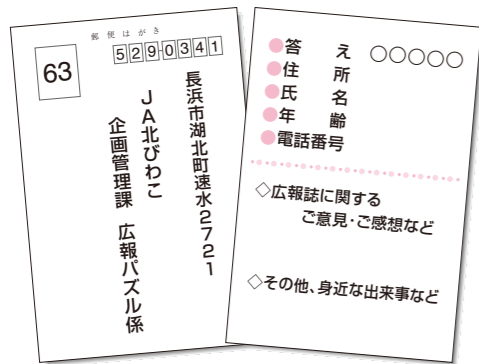 郵便はがき
63
5290341
長浜市湖北町速水2721
JA北びわこ
企画管理課 広報パズル係
●答え ○○○○○
●住所
●氏名
●年齢
●電話番号
◇広報誌に関する
ご意見・ご感想など
◇その他、身近な出来事など